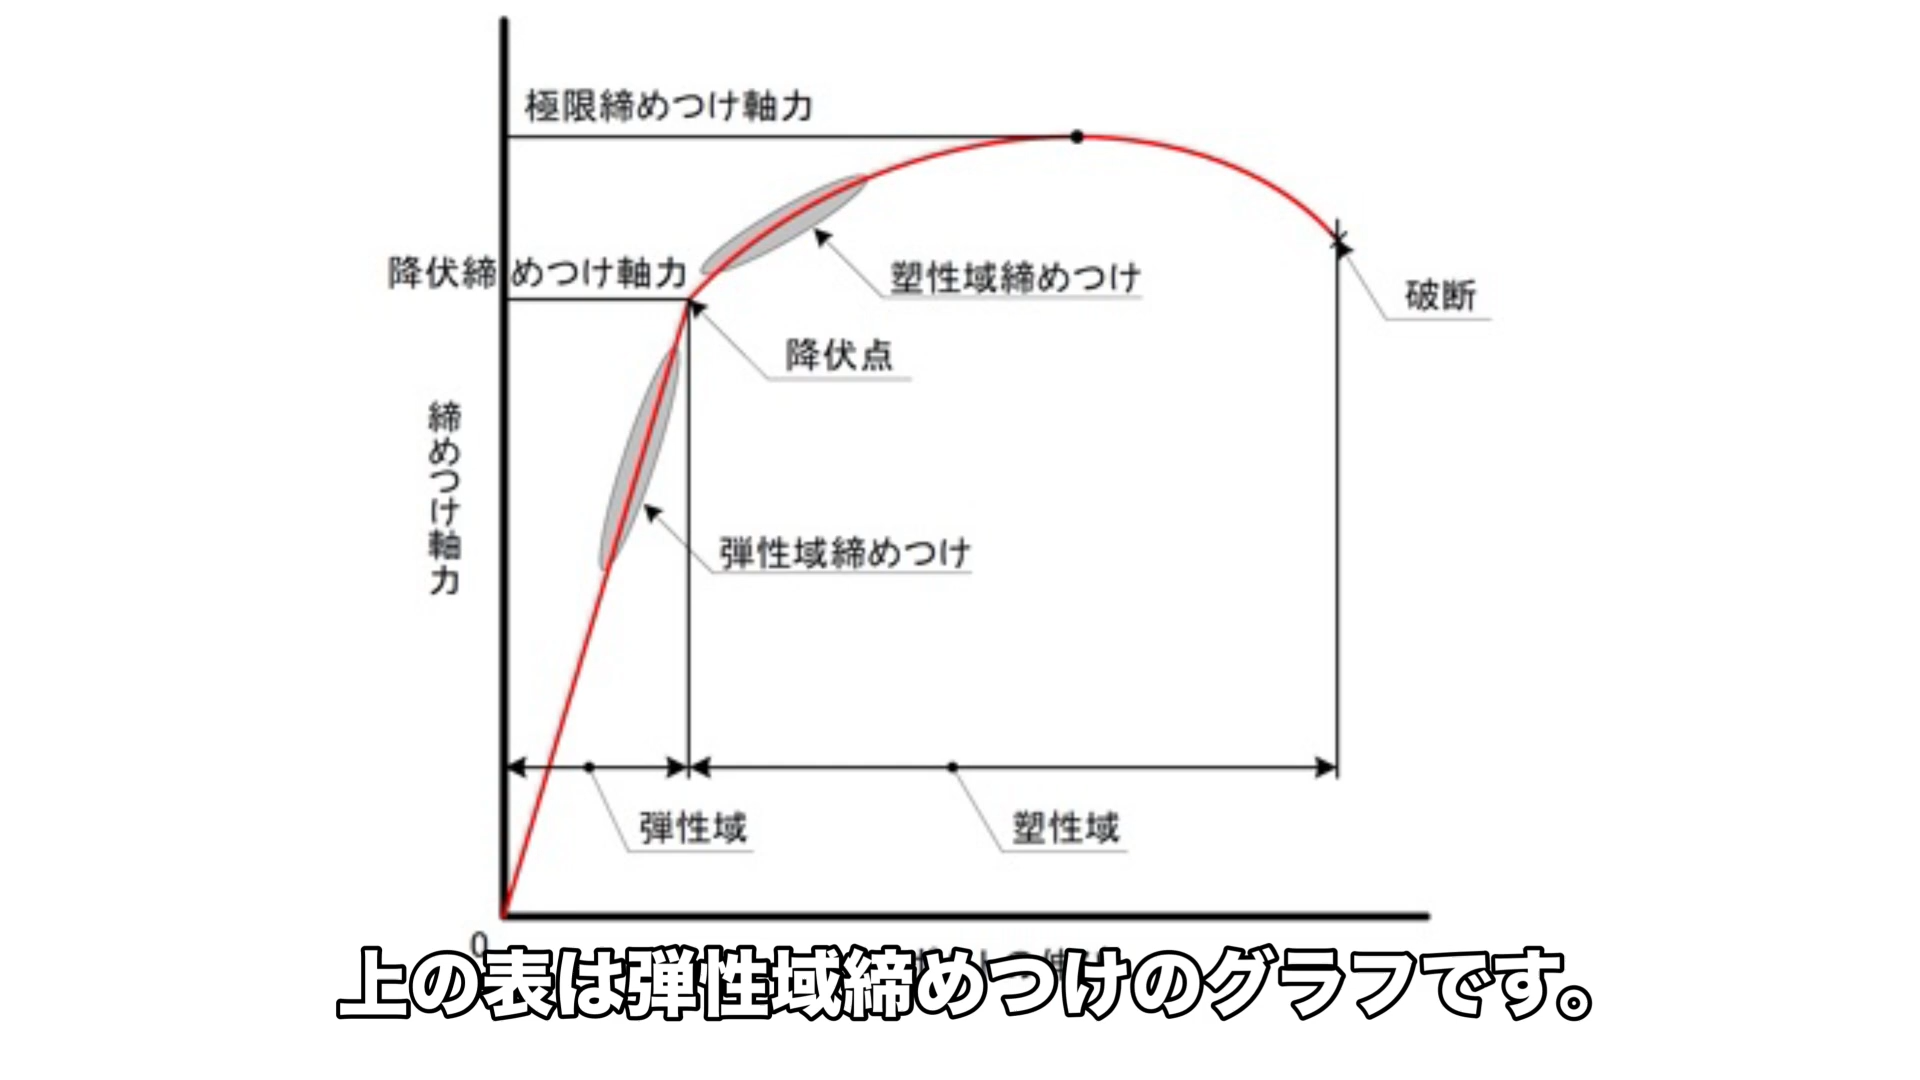 極限締めつけ軸力
降伏締めつけ軸力
塑性域締めつけ
破断
降伏点
締めつけ軸力
弾性域締めつけ
弾性域
塑性域
0
上の表は弾性域締めつけのグラフです。